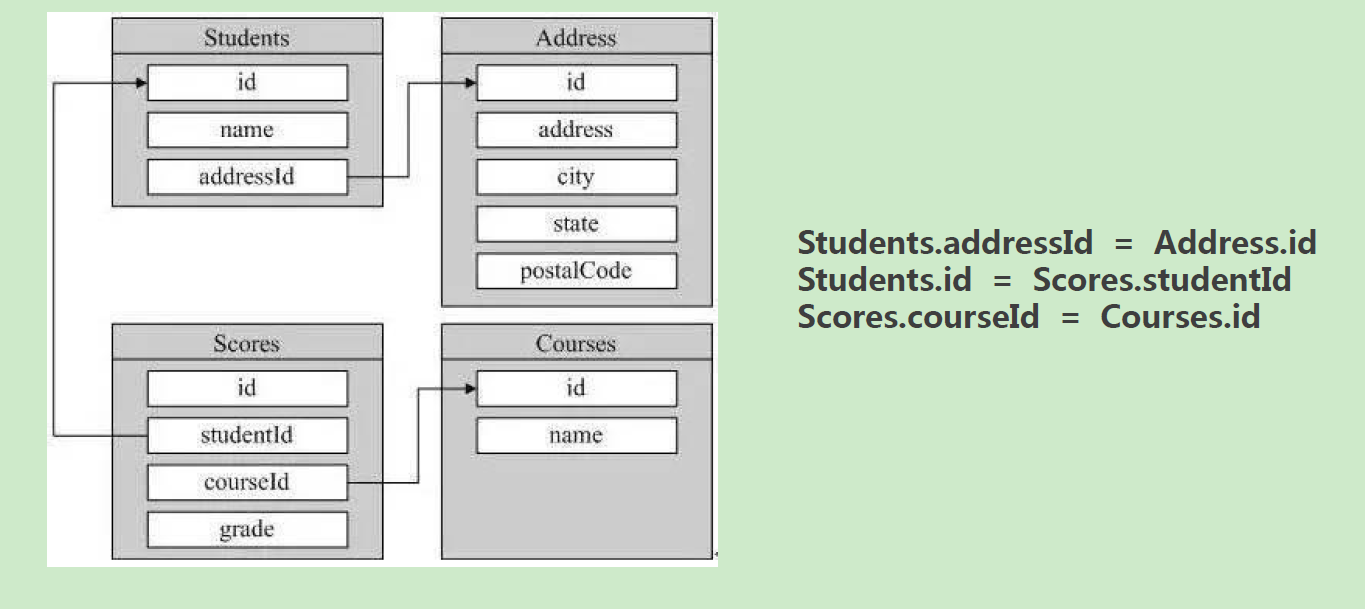 Students
id
name
addressId
Address
id
address
city
state
postalCode
Scores
id
studentId
courseId
grade
Courses
id
name
Students.addressId = Address.id
Students.id = Scores.studentId
Scores.courseId = Courses.id